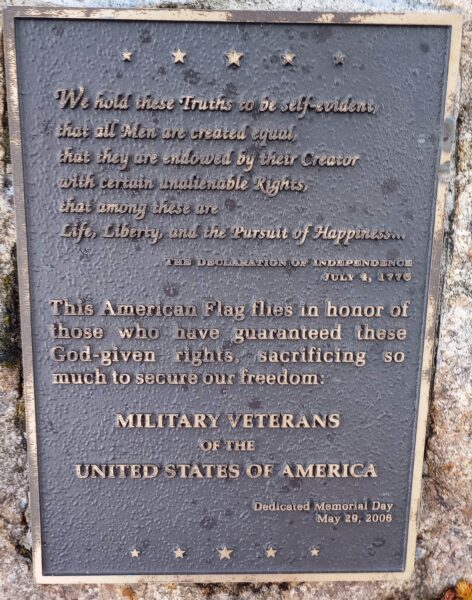 We hold these Truths to be self-evident,
that all Men are created equal,
that they are endowed by their Creator
with certain unalienable Rights,
that among these are
Life, Liberty, and the Pursuit of Happiness...
THE DECLARATION OF INDEPENDENCE
JULY 4, 1776
This American Flag flies in honor of
those who have guaranteed these
God-given rights, sacrificing so
much to secure our freedom:
MILITARY VETERANS
OF THE
UNITED STATES OF AMERICA
Dedicated Memorial Day
May 29, 2006